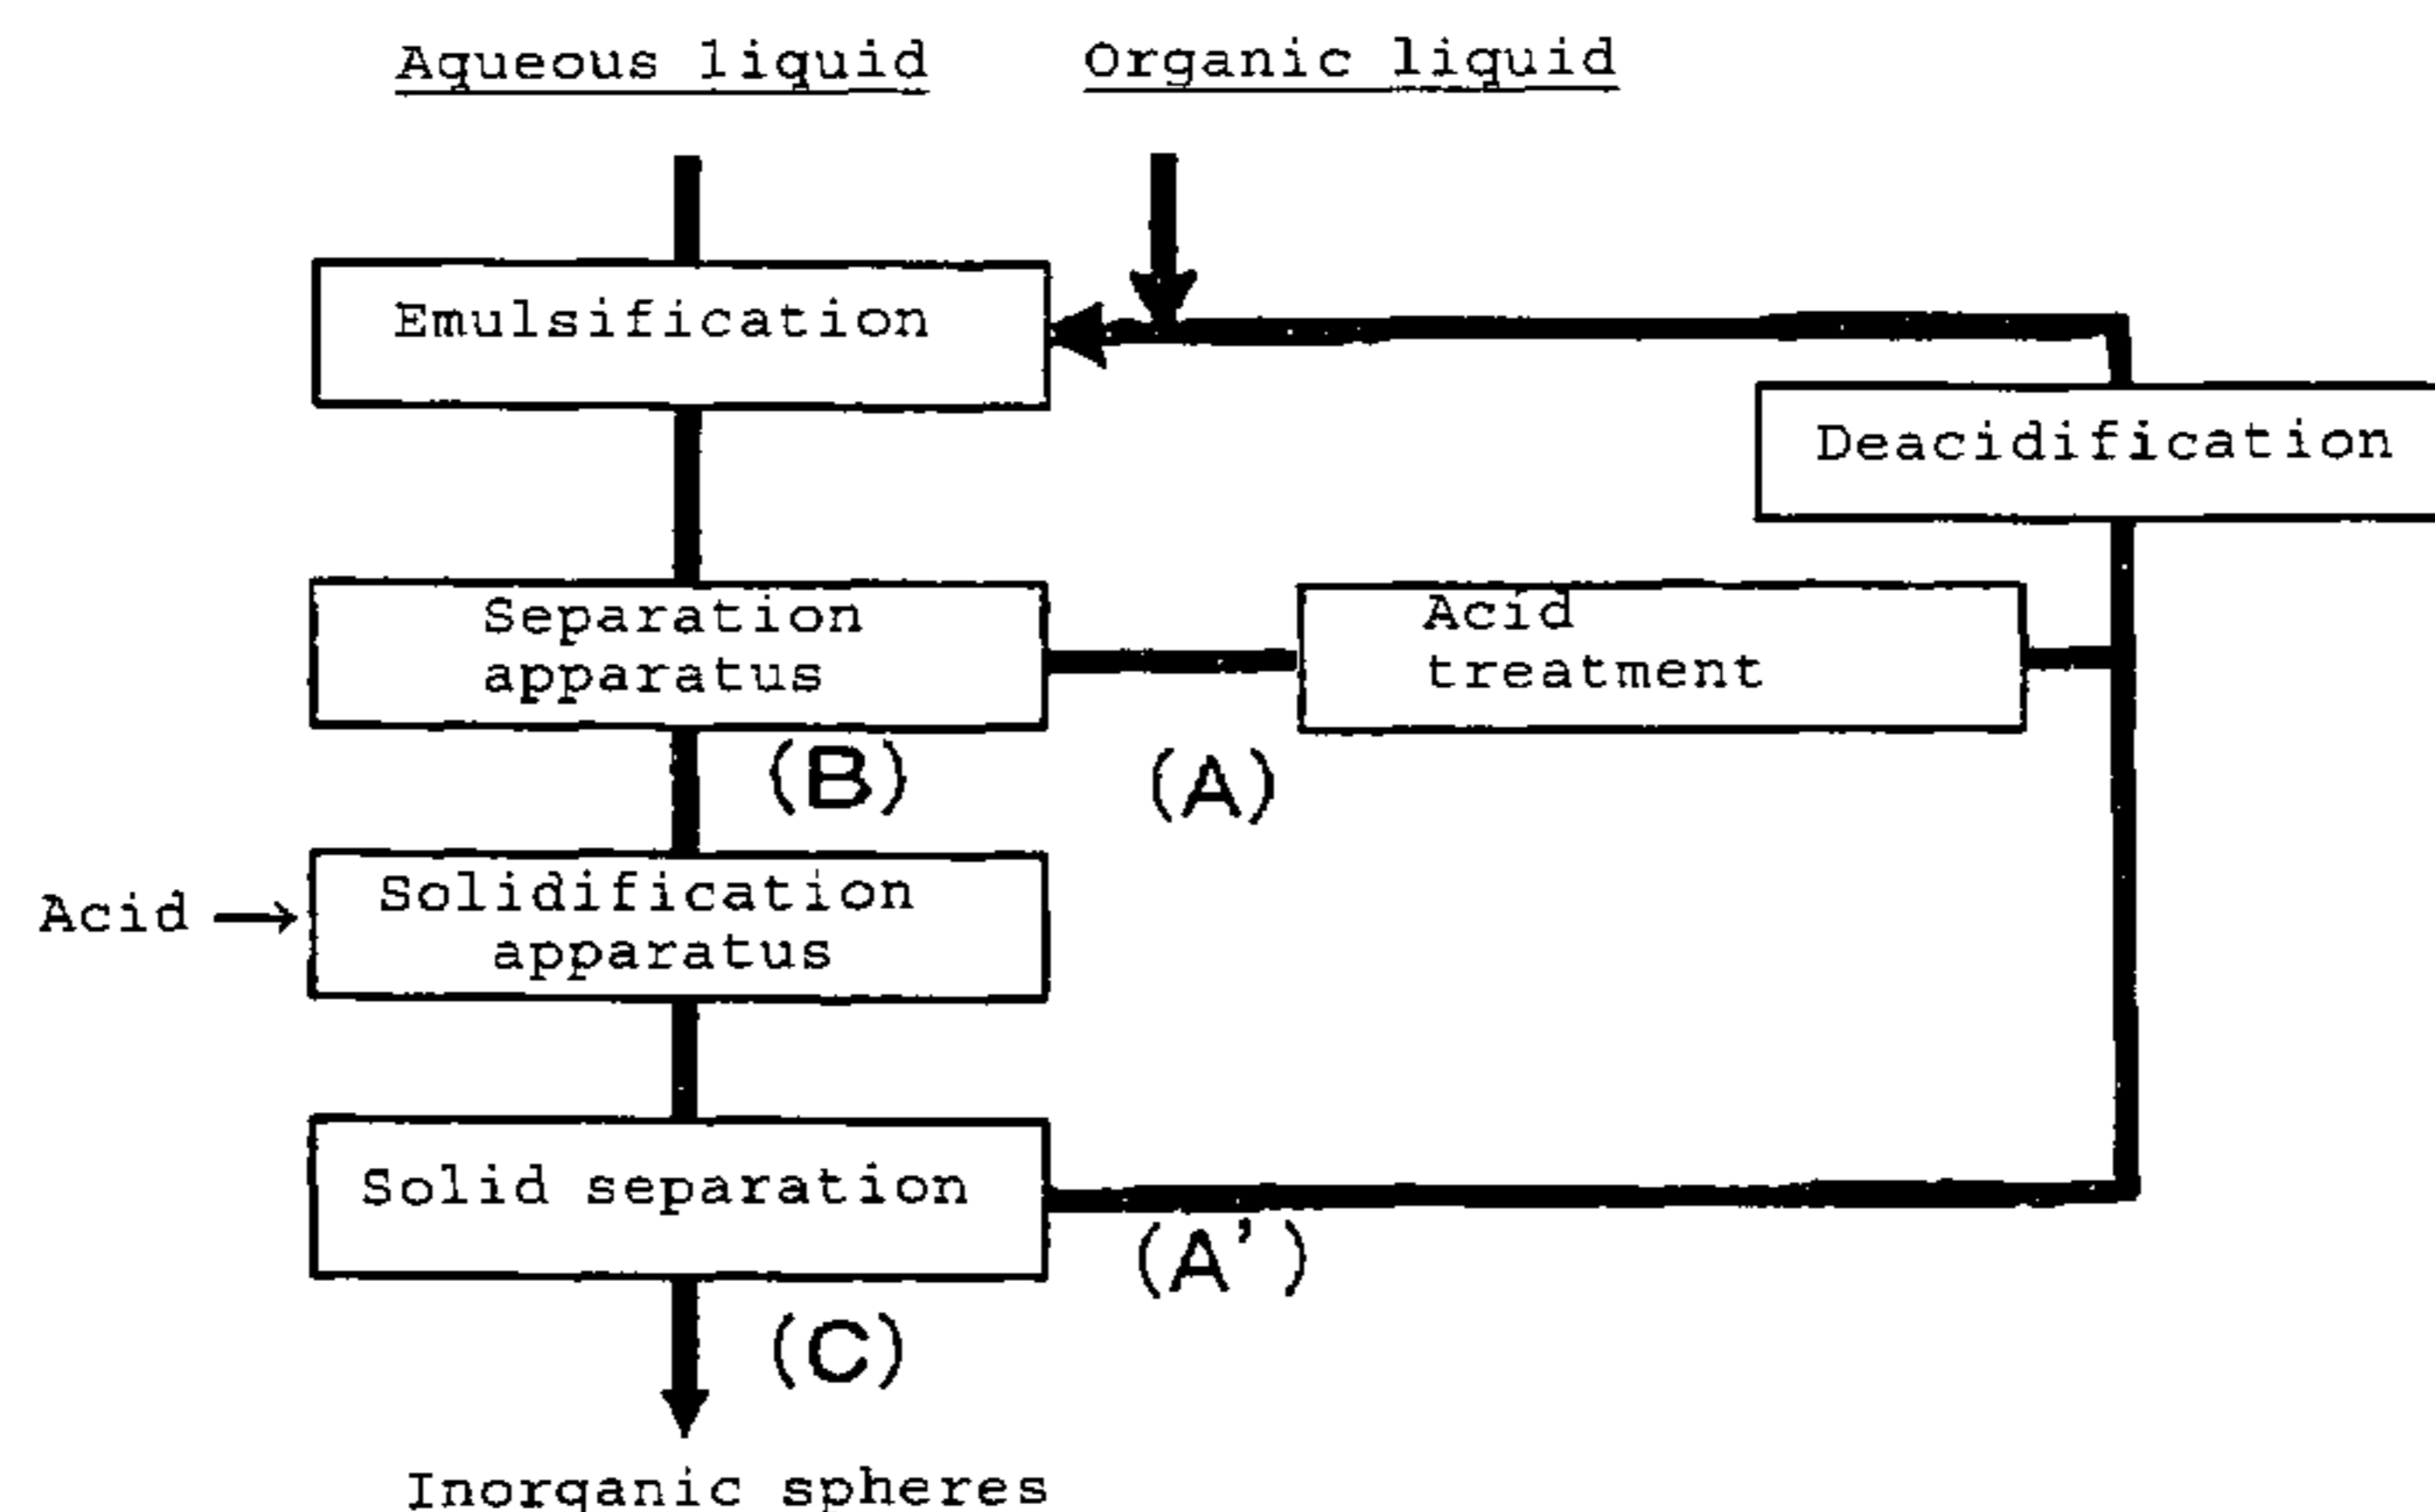 Aqueous liquid
Organic liquid
Emulsification
Deacidification
Separation
apparatus
Acid
treatment
(B)
(A)
Acid
Solidification
apparatus
Solid separation
(A')
(C)
Inorganic spheres